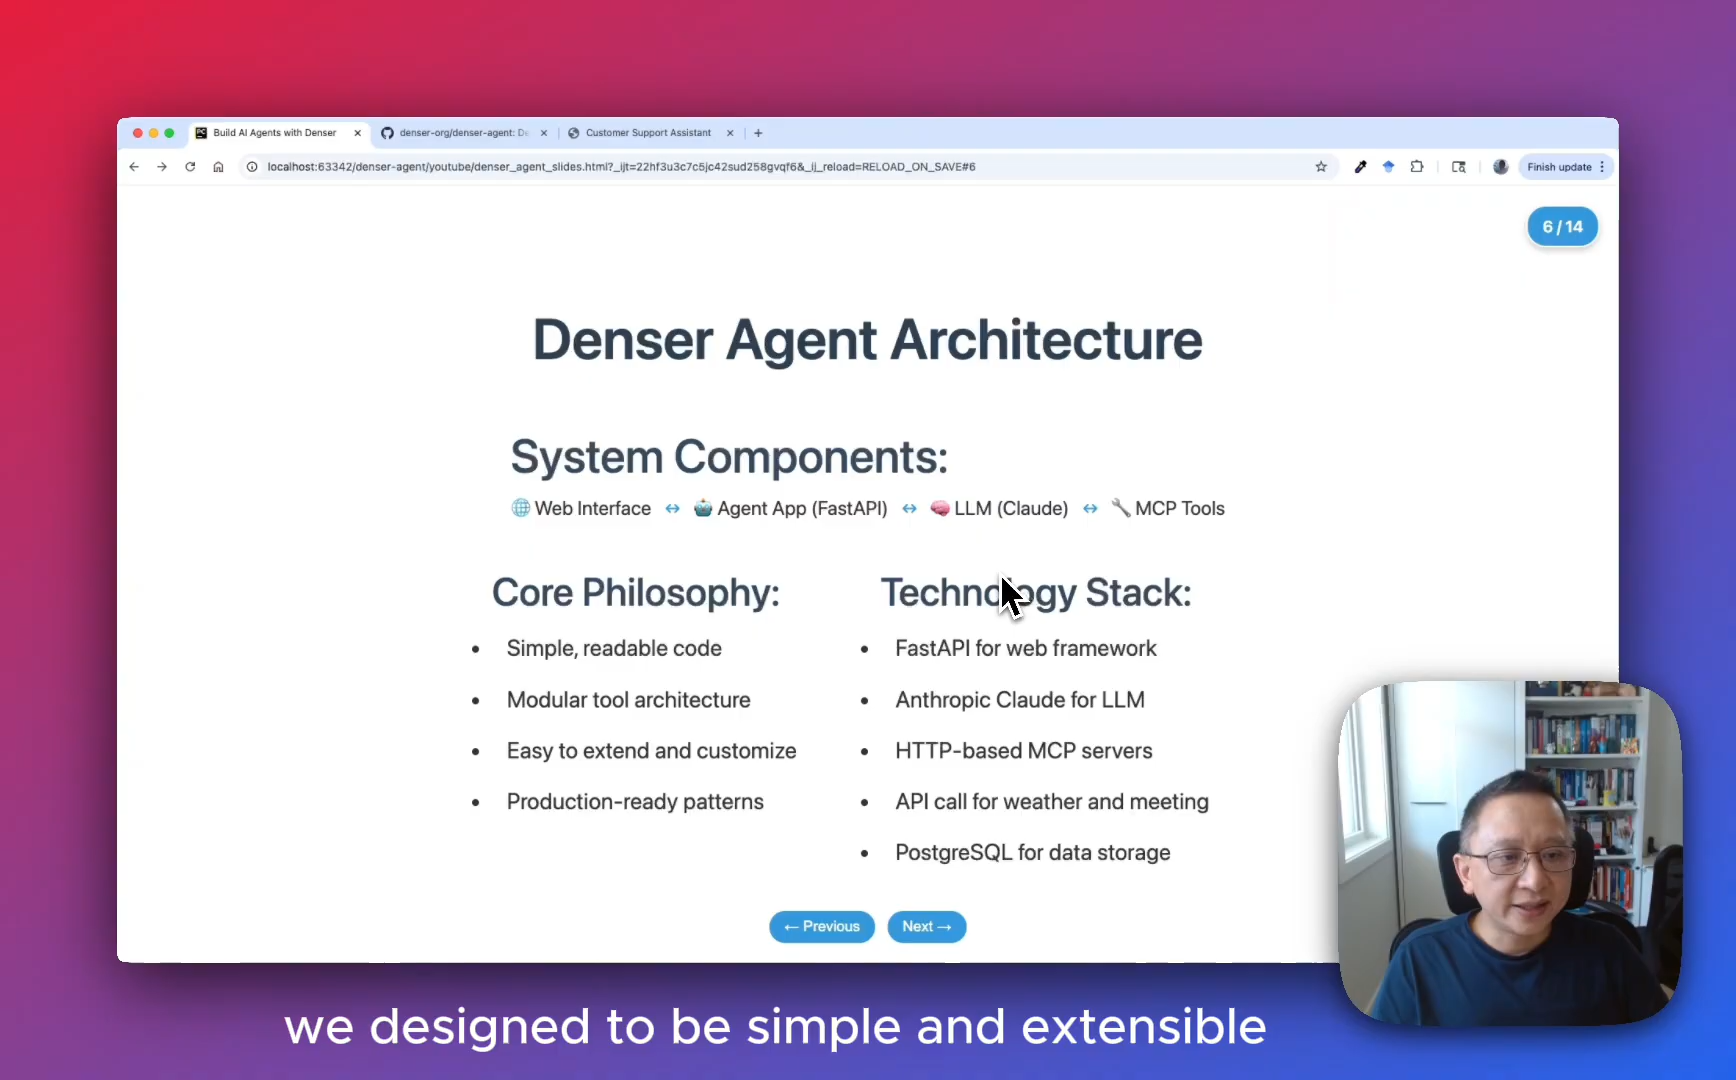 Build AI Agents with Denser
denser-org/denser-agent: De
Customer Support Assistant
localhost:63342/denser-agent/youtube/denser_agent_slides.html?_ijt=22hf3u3c7c5jc42sud258gvqf6&_ij_reload=RELOAD_ON_SAVE#6
Finish update
6 / 14
Denser Agent Architecture
System Components:
Web Interface ↔ Agent App (FastAPI) ↔ LLM (Claude) ↔ MCP Tools
Core Philosophy:
• Simple, readable code
• Modular tool architecture
• Easy to extend and customize
• Production-ready patterns
Technology Stack:
• FastAPI for web framework
• Anthropic Claude for LLM
• HTTP-based MCP servers
• API call for weather and meeting
• PostgreSQL for data storage
← Previous
Next →
we designed to be simple and extensible